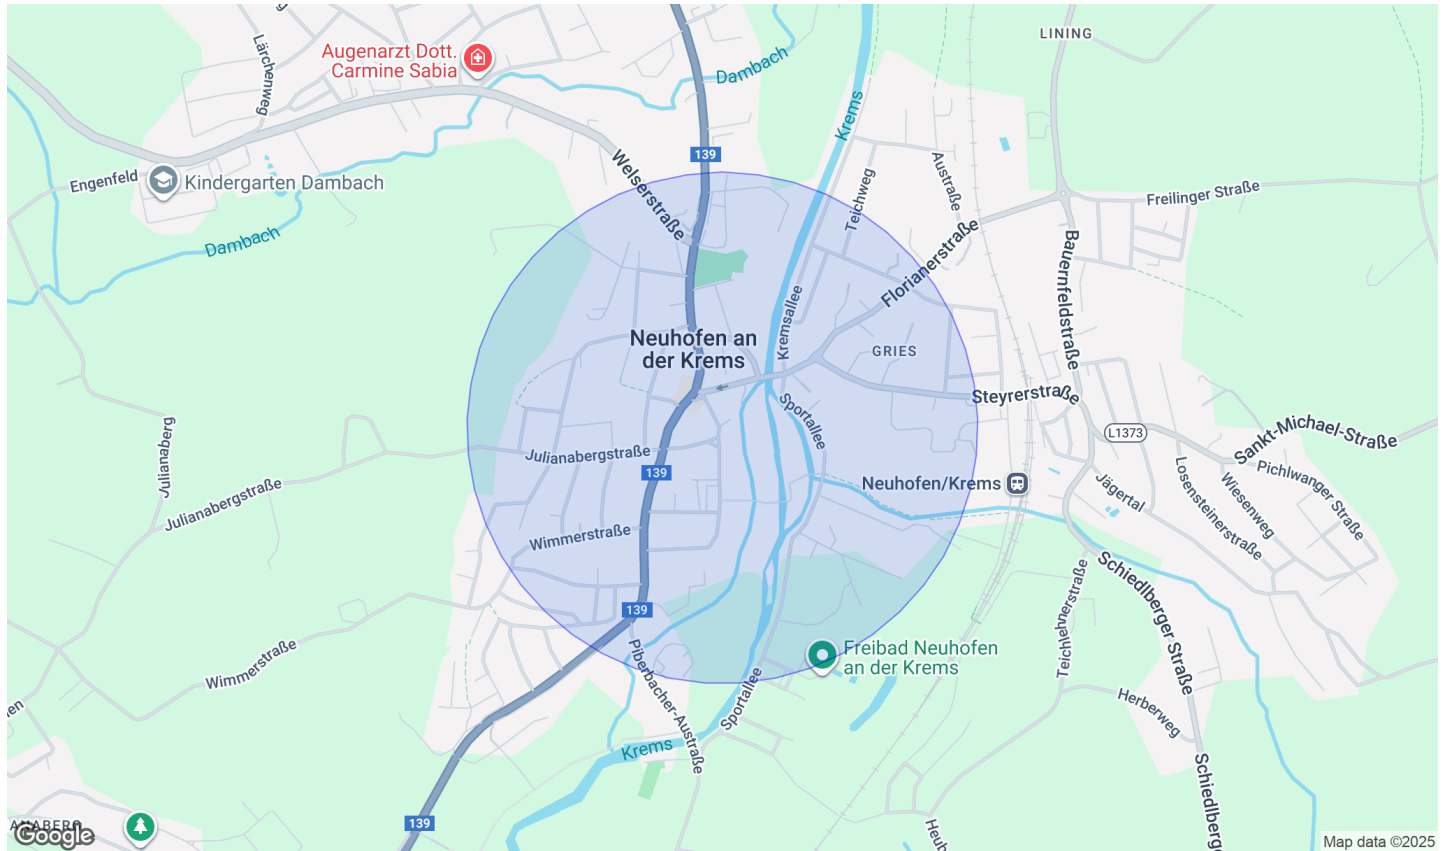 LINING
Augenarzt Dott.
Carmine Sabia
Lärchenweg
Dambach
Krems
139
Welserstraße
Engenfeld
Kindergarten Dambach
Teichweg
Austraße
Freilinger Straße
Dambach
Florianerstraße
Bauernfeldstraße
Kremsallee
Neuhofen an
der Krems
GRIES
Steyrerstraße
Sportallee
L1373
Sankt-Michael-Straße
Julianaberg
Julianabergstraße
139
Julianabergstraße
Neuhofen/Krems
Jägertal
Losensteinerstraße
Wiesenweg
Pichlwanger Straße
Wimmerstraße
Schiedlberger Straße
Teichlehnerstraße
139
Wimmerstraße
Piberbacher-Austraße
Freibad Neuhofen
an der Krems
Sportallee
Herberweg
Krems
139
Google
Map data ©2025